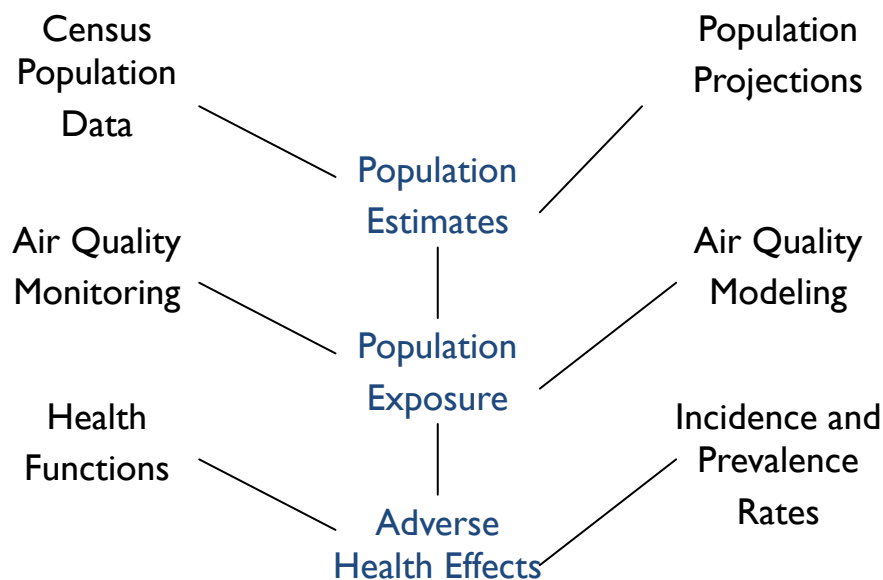 Census
Population
Data
Population
Projections
Population
Estimates
Air Quality
Monitoring
Air Quality
Modeling
Population
Exposure
Health
Functions
Incidence and
Prevalence
Rates
Adverse
Health Effects